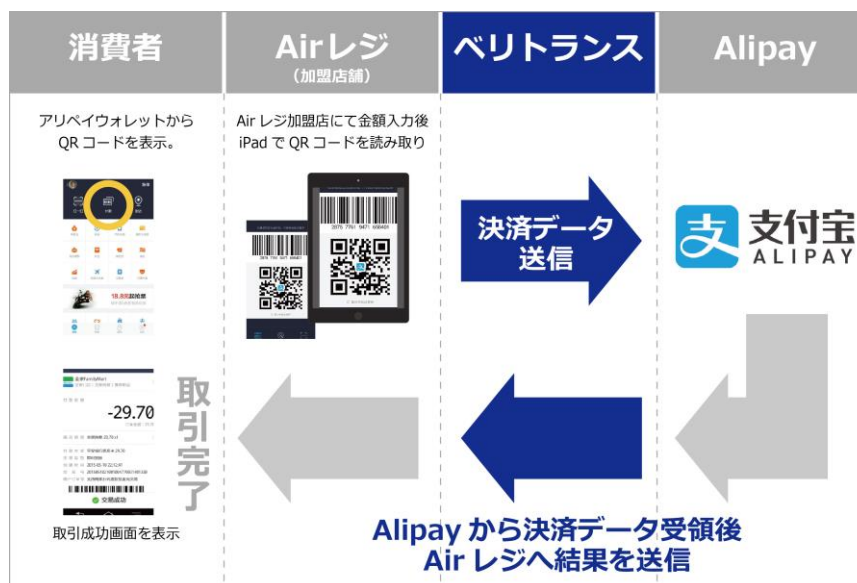 消費者
Airレジ
（加盟店舗）
ベリトランス
Alipay
アリペイウォレットから
QRコードを表示。
Airレジ加盟店にて金額入力後
iPadでQRコードを読み取り
18.88
決済データ
送信
支付宝
ALIPAY
-29.70
交易成功
取引完了
取引成功画面を表示
Alipayから決済データ受領後
Airレジへ結果を送信